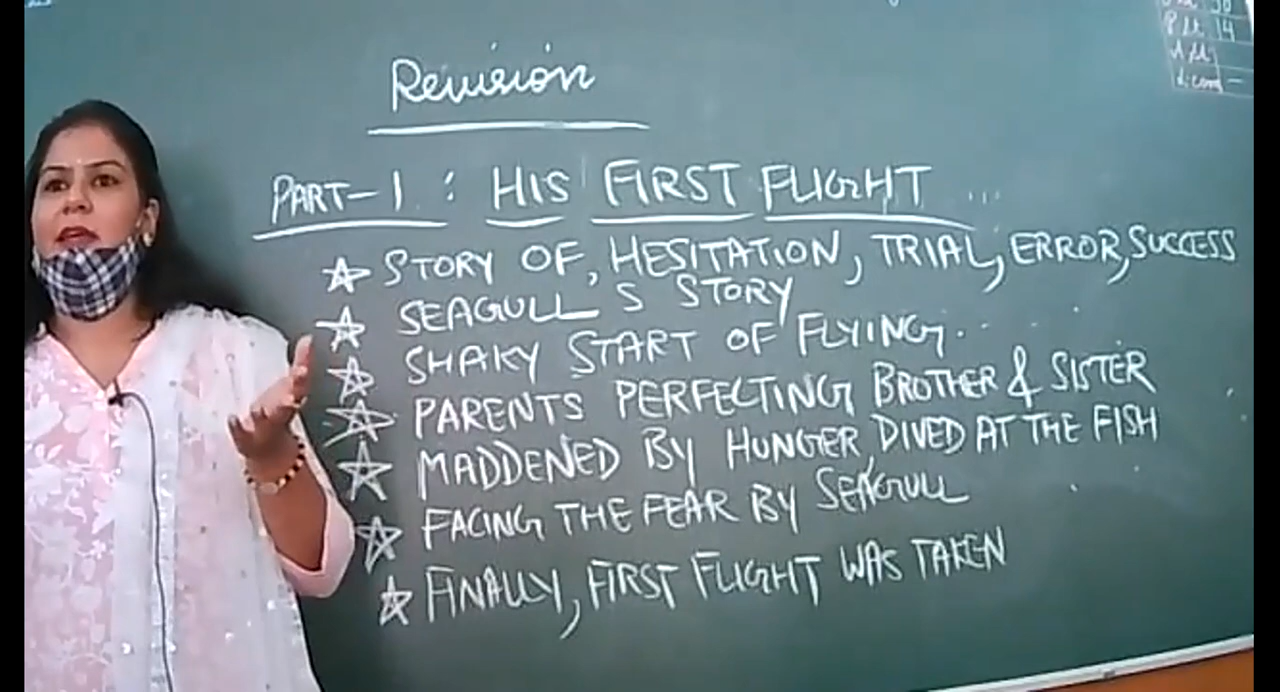 Revision
PART-1 : HIS FIRST FLIGHT ...
☆ STORY OF, HESITATION, TRIAL, ERROR, SUCCESS
☆ SEAGULL S STORY
☆ SHAKY START OF FLYING.
☆ PARENTS PERFECTING BROTHER & SISTER
☆ MADDENED BY HUNGER, DIVED AT THE FISH
☆ FACING THE FEAR BY SEAGULL
☆ FINALLY, FIRST FLIGHT WAS TAKEN
14